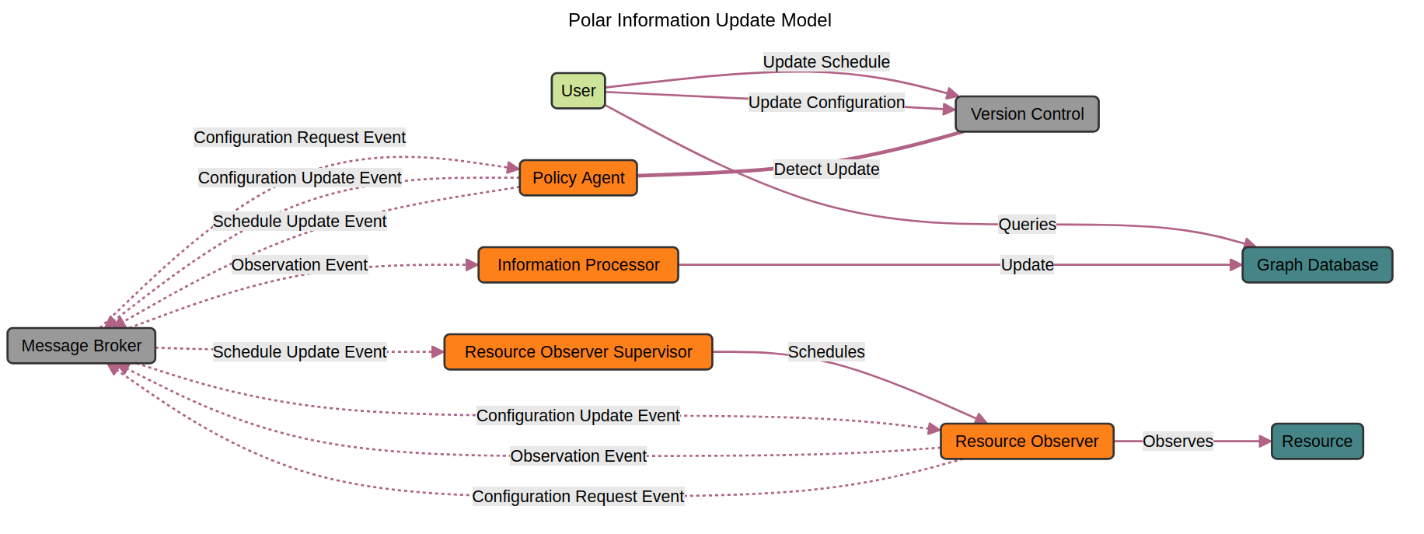 Polar Information Update Model
Update Schedule
User
Update Configuration
Version Control
Configuration Request Event
Policy Agent
Detect Update
Configuration Update Event
Schedule Update Event
Queries
Observation Event
Information Processor
Update
Graph Database
Message Broker
Schedule Update Event
Resource Observer Supervisor
Schedules
Configuration Update Event
Resource Observer
Observes
Resource
Observation Event
Configuration Request Event